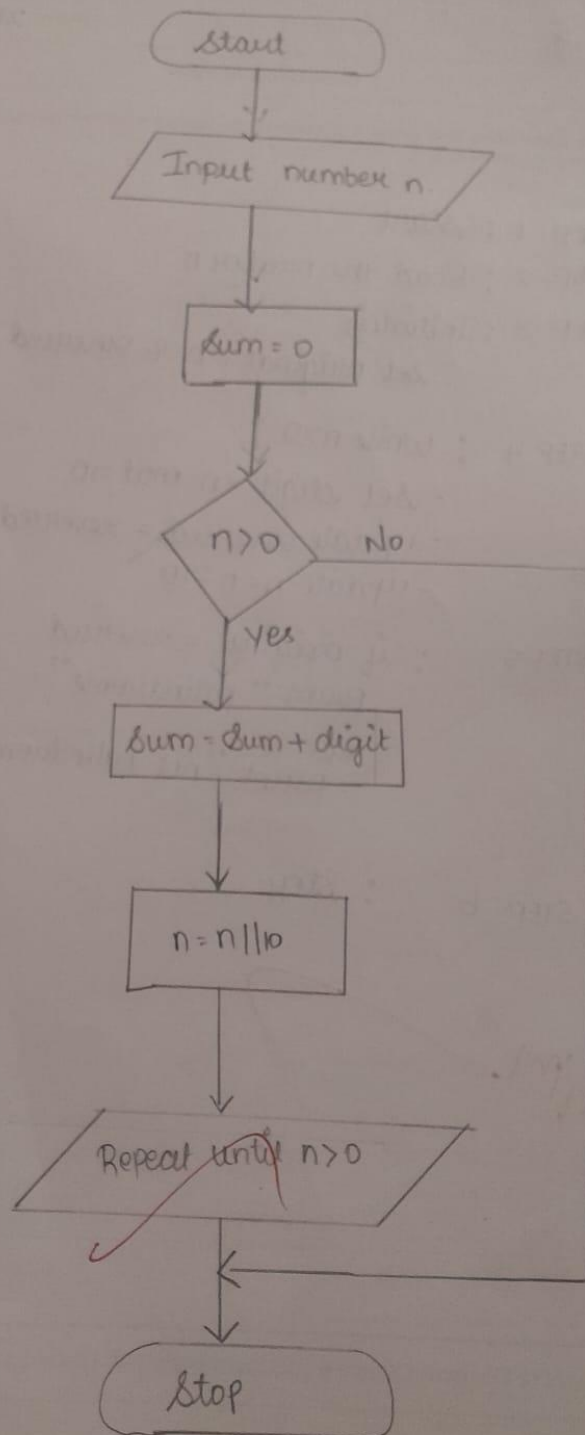 Start
Input number n
Sum = 0
n>0
No
yes
Sum = Sum + digit
n = n||10
Repeat until n>0
Stop